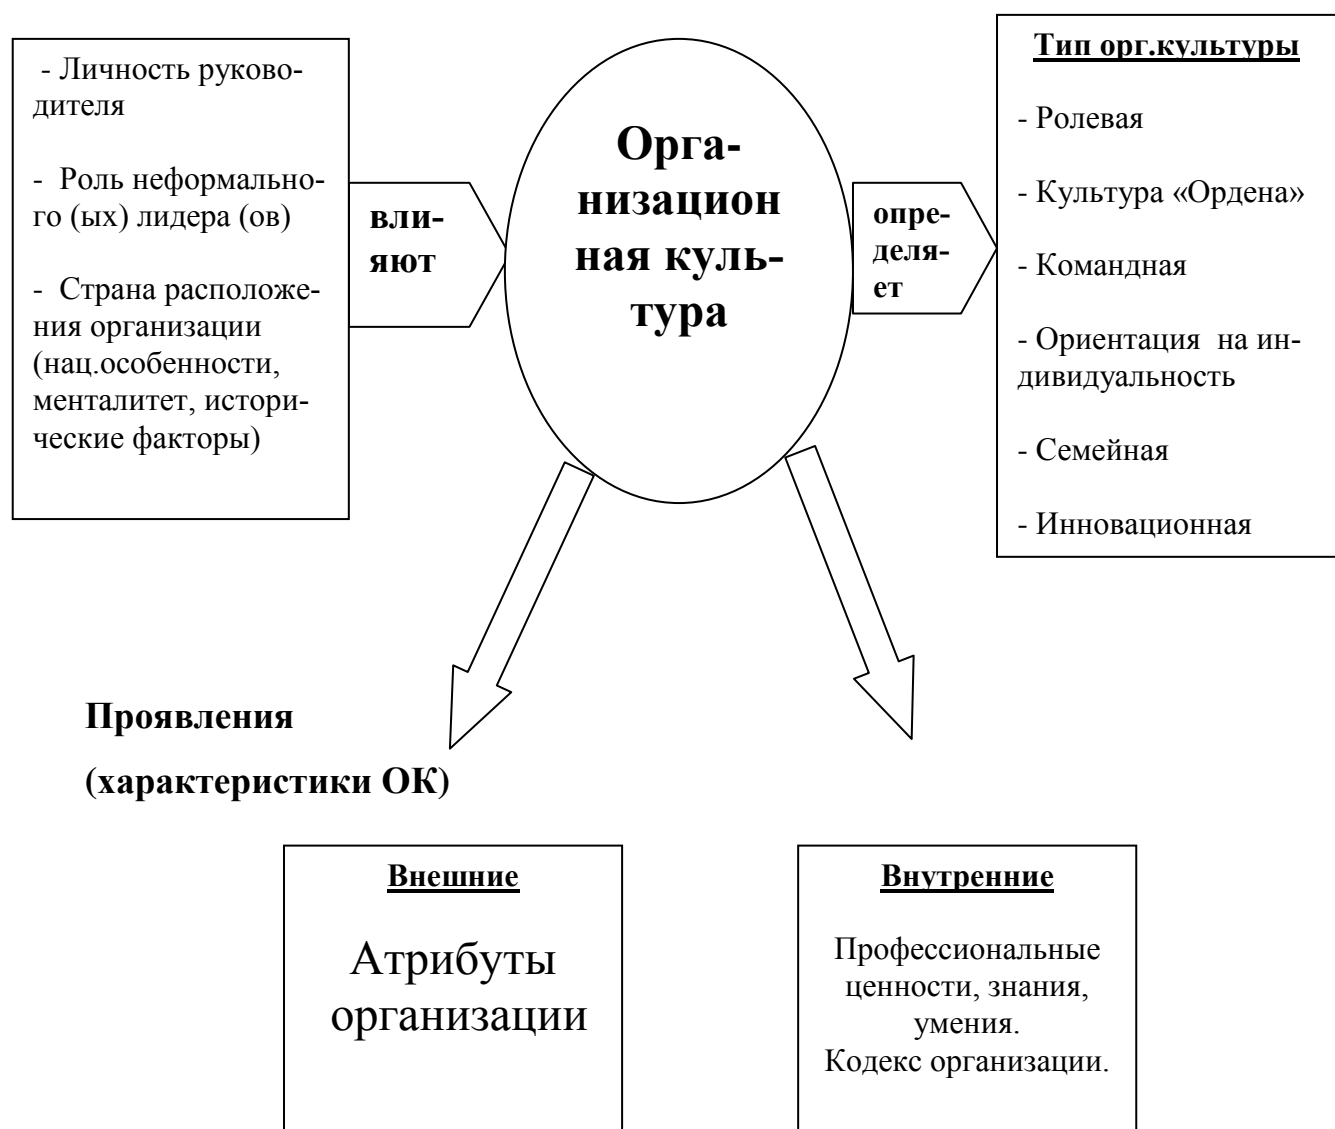 - Личность руково-
дителя
- Роль неформально-
го (ых) лидера (ов)
- Страна расположе-
ния организации
(нац.особенности,
менталитет, истори-
ческие факторы)
вли-
яют
Орга-
низацион
ная куль-
тура
опре-
деля-
ет
Тип орг.культуры
- Ролевая
- Культура «Ордена»
- Командная
- Ориентация на ин-
дивидуальность
- Семейная
- Инновационная
Проявления
(характеристики ОК)
Внешние
Атрибуты
организации
Внутренние
Профессиональные
ценности, знания,
умения.
Кодекс организации.